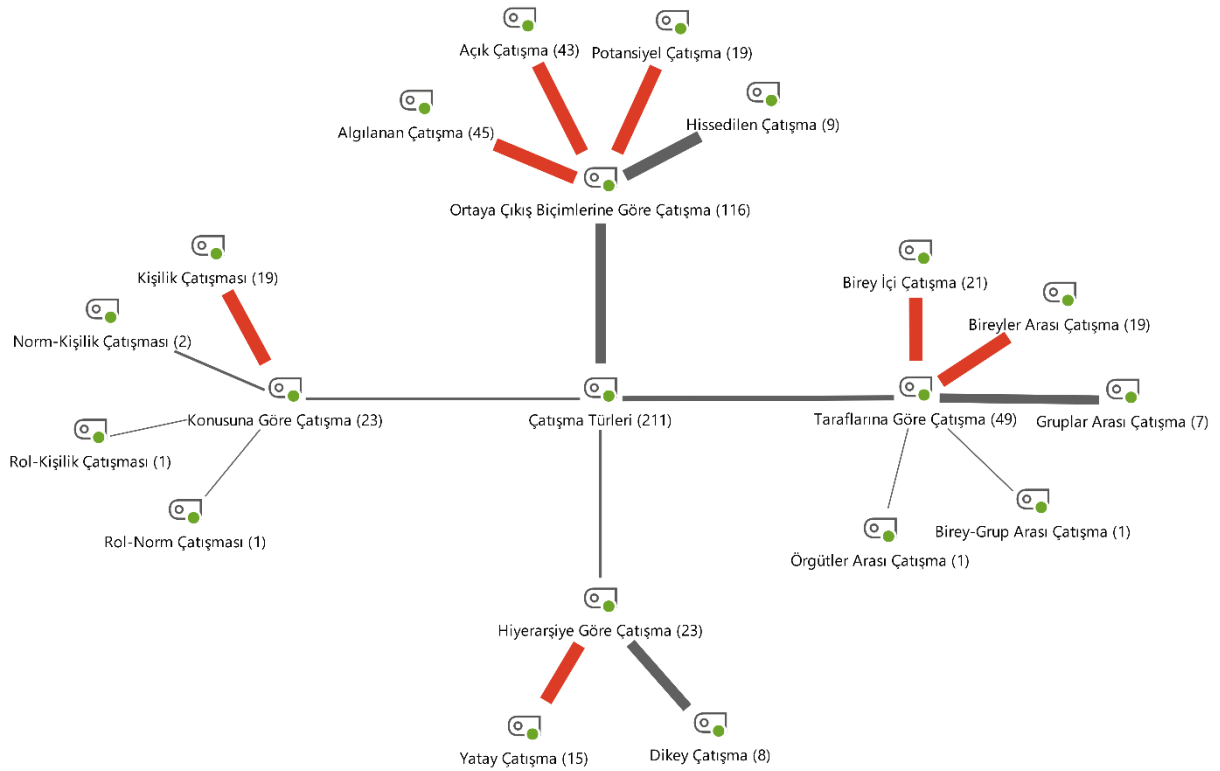 Açık Çatışma (43)
Potansiyel Çatışma (19)
Algılanan Çatışma (45)
Hissedilen Çatışma (9)
Ortaya Çıkış Biçimlerine Göre Çatışma (116)
Kişilik Çatışması (19)
Birey İçi Çatışma (21)
Norm-Kişilik Çatışması (2)
Bireyler Arası Çatışma (19)
Konusuna Göre Çatışma (23)
Çatışma Türleri (211)
Taraflarına Göre Çatışma (49)
Gruplar Arası Çatışma (7)
Rol-Kişilik Çatışması (1)
Rol-Norm Çatışması (1)
Birey-Grup Arası Çatışma (1)
Örgütler Arası Çatışma (1)
Hiyerarşiye Göre Çatışma (23)
Yatay Çatışma (15)
Dikey Çatışma (8)